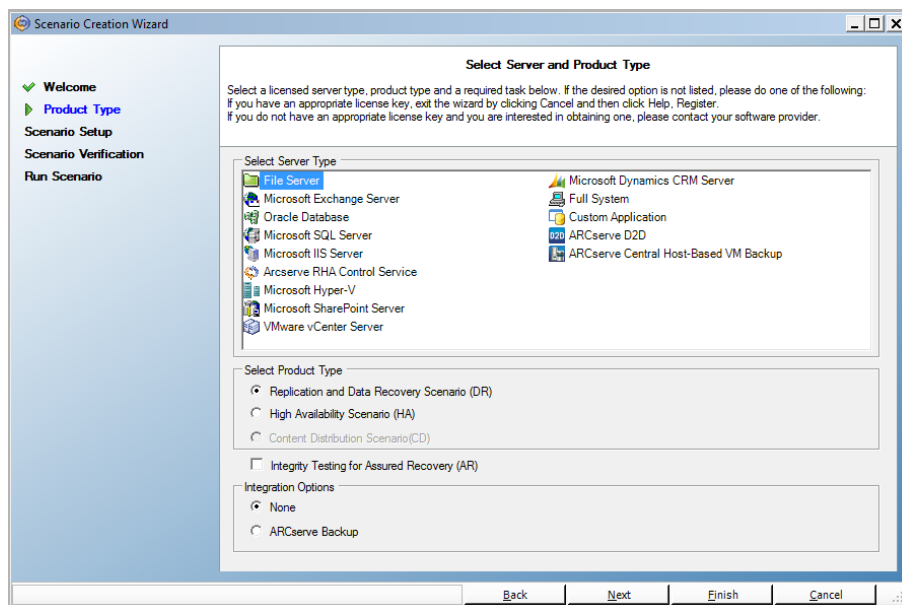 Scenario Creation Wizard
Welcome
Product Type
Scenario Setup
Scenario Verification
Run Scenario
Select Server and Product Type
Select a licensed server type, product type and a required task below. If the desired option is not listed, please do one of the following:
If you have an appropriate license key, exit the wizard by clicking Cancel and then click Help, Register.
If you do not have an appropriate license key and you are interested in obtaining one, please contact your software provider.
Select Server Type
File Server
Microsoft Exchange Server
Oracle Database
Microsoft SQL Server
Microsoft IIS Server
Arcserve RHA Control Service
Microsoft Hyper-V
Microsoft SharePoint Server
VMware vCenter Server
Microsoft Dynamics CRM Server
Full System
Custom Application
D2D ARCserve D2D
ARCserve Central Host-Based VM Backup
Select Product Type
Replication and Data Recovery Scenario (DR)
High Availability Scenario (HA)
Content Distribution Scenario(CD)
Integrity Testing for Assured Recovery (AR)
Integration Options
None
ARCserve Backup
Back Next Finish Cancel